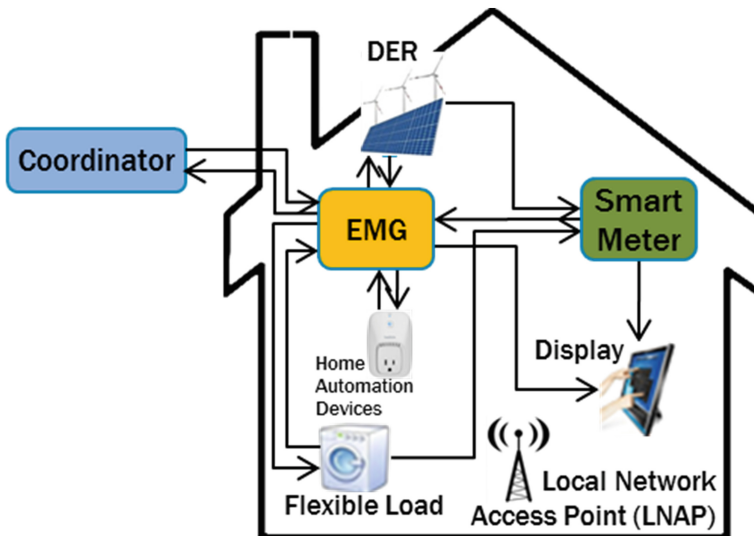 DER
Coordinator
EMG
Smart
Meter
Home
Automation
Devices
Display
Flexible Load
Local Network
Access Point (LNAP)